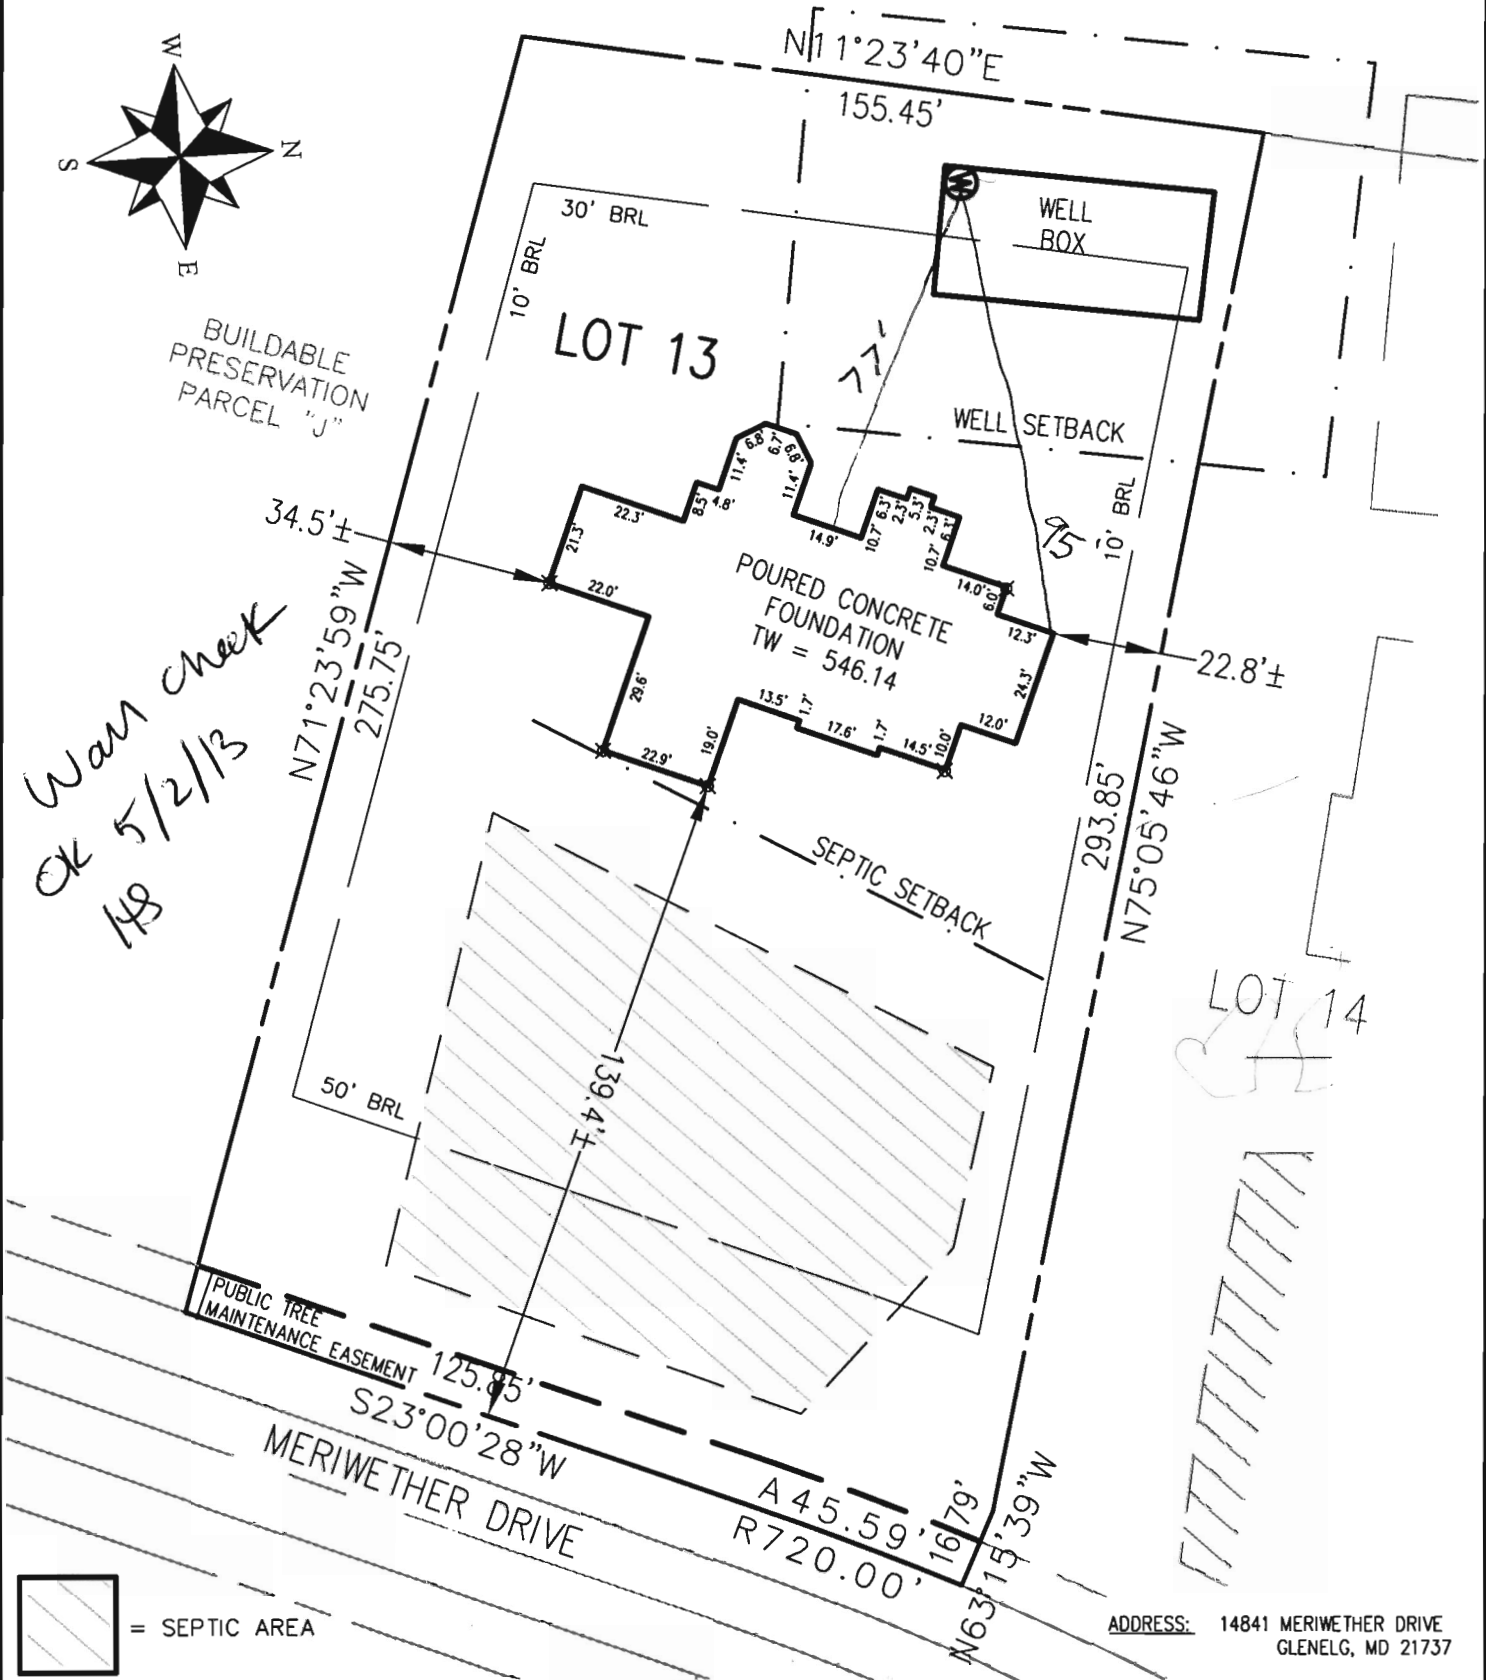 N11°23'40"E
155.45'
W
N
S
E
WELL
BOX
30' BRL
10' BRL
LOT 13
BUILDABLE
PRESERVATION
PARCEL "J"
77'
WELL SETBACK
10' BRL
95
34.5'±
22.8'±
6.8'
6.7'
6.8'
11.4'
11.4'
22.3'
8.5'
4.8'
21.3'
14.9'
10.7'
6.3'
2.3'
5.3'
2.3'
6.3'
10.7'
14.0'
6.0'
12.3'
22.0'
POURED CONCRETE
FOUNDATION
TW = 546.14
24.3'
29.6'
13.5'
1.7'
17.6'
1.7'
14.5'
10.0'
12.0'
19.0'
22.9'
N71°23'59"W
275.75'
Wall check
OK 5/2/13
293.85'
N75°05'46"W
SEPTIC SETBACK
LOT 14
139.4'±
50' BRL
PUBLIC TREE
MAINTENANCE EASEMENT
125.85'
S23°00'28"W
MERIWETHER DRIVE
A45.59'
R720.00'
16.79'
N63°15'39"W
= SEPTIC AREA
ADDRESS: 14841 MERIWETHER DRIVE
GLENELG, MD 21737